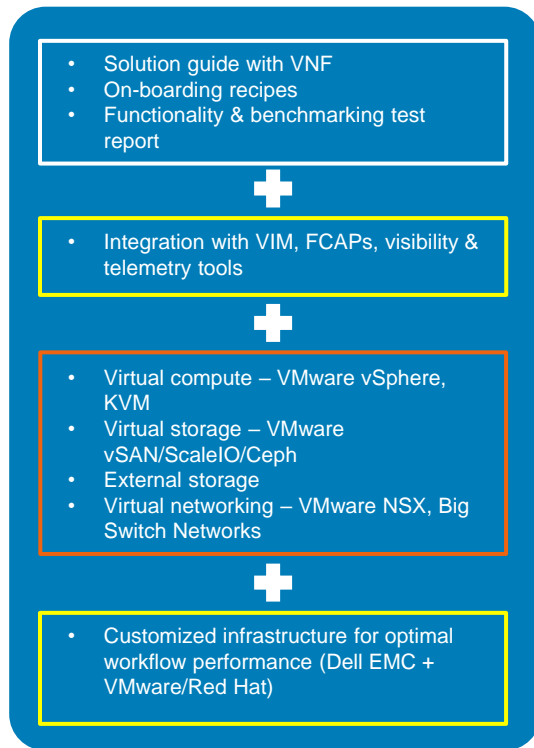 • Solution guide with VNF
• On-boarding recipes
• Functionality & benchmarking test
report
• Integration with VIM, FCAPs, visibility &
telemetry tools
• Virtual compute – VMware vSphere,
KVM
• Virtual storage – VMware
vSAN/ScaleIO/Ceph
• External storage
• Virtual networking – VMware NSX, Big
Switch Networks
• Customized infrastructure for optimal
workflow performance (Dell EMC +
VMware/Red Hat)